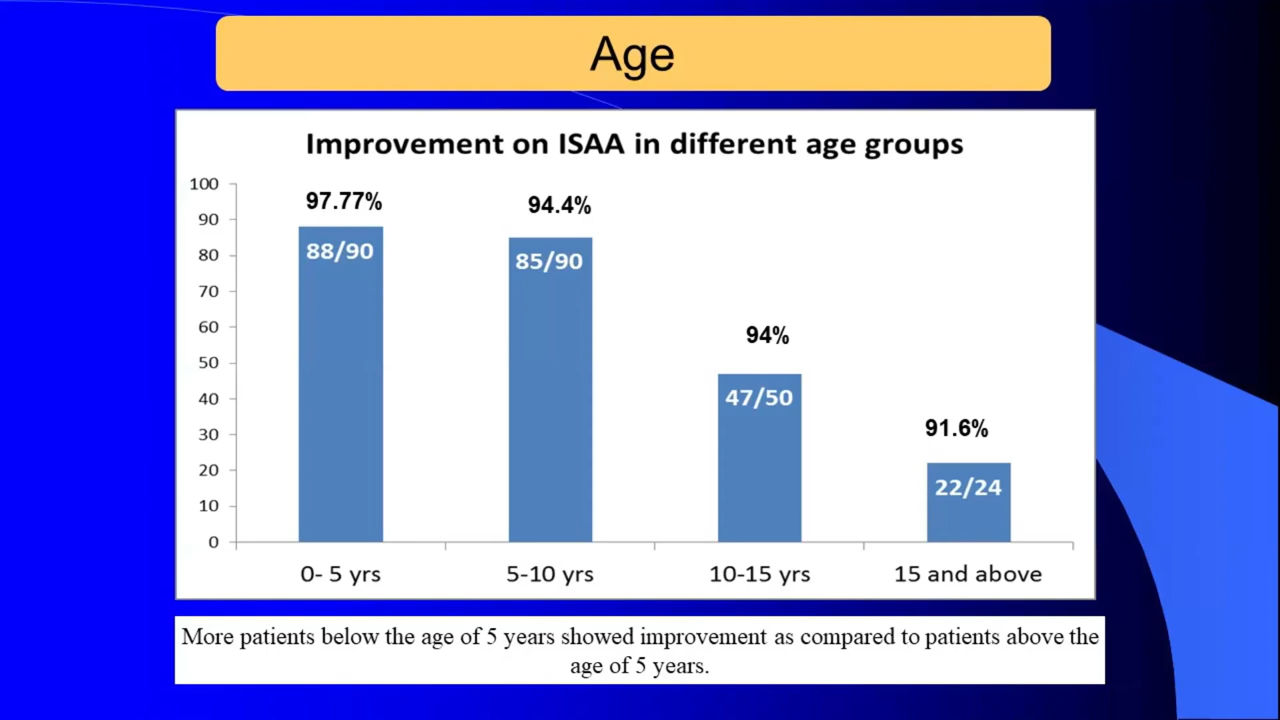 Age
Improvement on ISAA in different age groups
100
90
80
70
60
50
40
30
20
10
0
97.77%
88/90
94.4%
85/90
94%
47/50
91.6%
22/24
0- 5 yrs
5-10 yrs
10-15 yrs
15 and above
More patients below the age of 5 years showed improvement as compared to patients above the
age of 5 years.